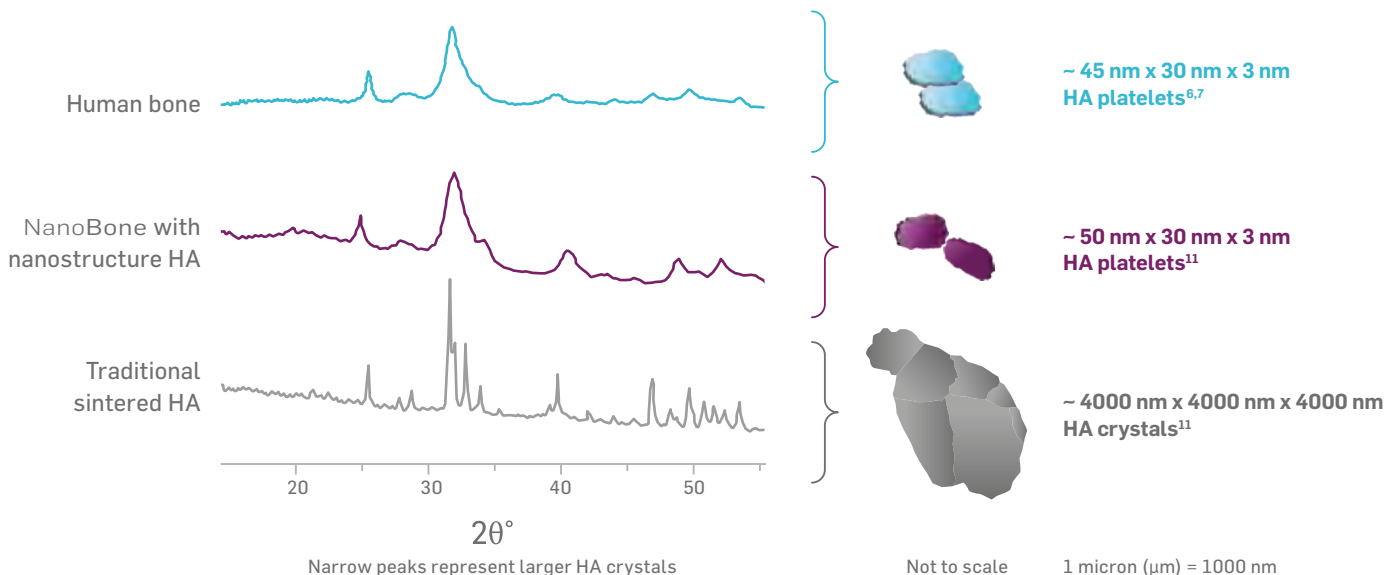 Human bone
~ 45 nm x 30 nm x 3 nm
HA platelets⁶,⁷
NanoBone with
nanostructure HA
~ 50 nm x 30 nm x 3 nm
HA platelets¹¹
Traditional
sintered HA
~ 4000 nm x 4000 nm x 4000 nm
HA crystals¹¹
20 30 40 50
2θ°
Narrow peaks represent larger HA crystals
Not to scale
1 micron (µm) = 1000 nm